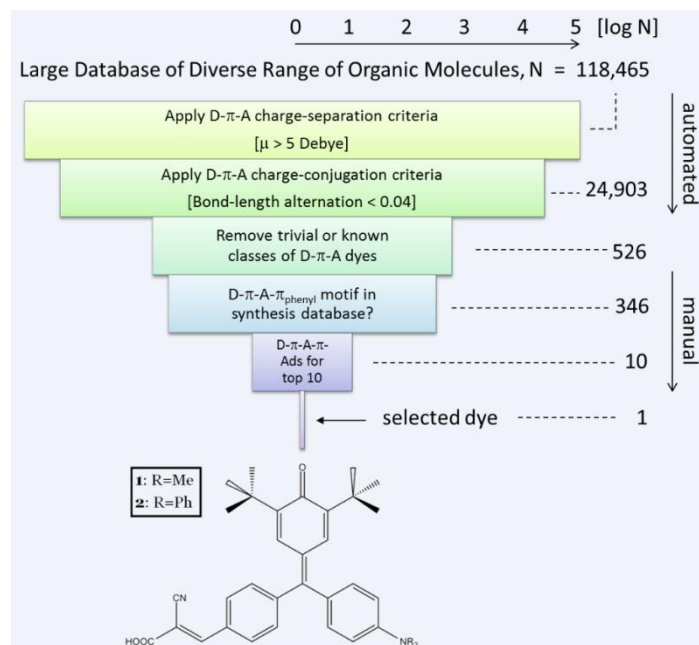 0 1 2 3 4 5 [log N]
Large Database of Diverse Range of Organic Molecules, N = 118,465
Apply D-π-A charge-separation criteria
[μ > 5 Debye]
automated
Apply D-π-A charge-conjugation criteria
[Bond-length alternation < 0.04]
24,903
Remove trivial or known
classes of D-π-A dyes
526
D-π-A-πphenyl motif in
synthesis database?
346
manual
D-π-A-π-
Ads for
top 10
10
selected dye
1
1: R=Me
2: R=Ph
O
CN
HOOC
NR2